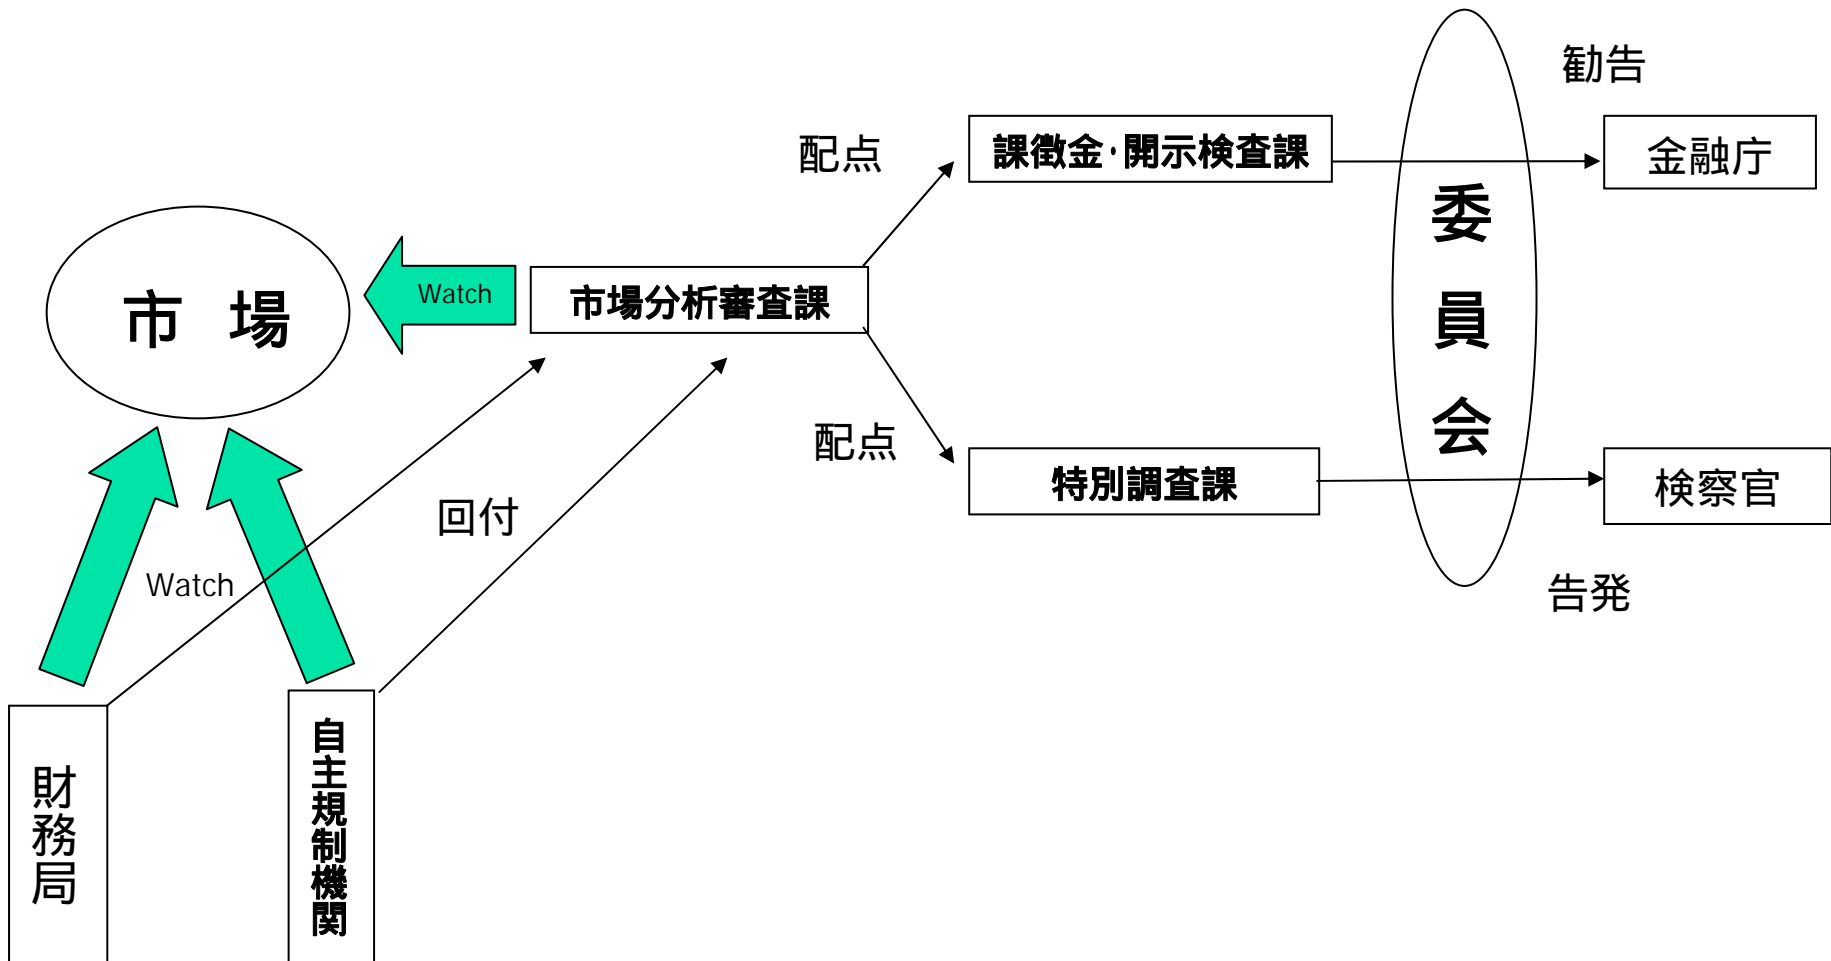 勧告
配点
課徴金・開示検査課
金融庁
委員会
市 場
Watch
市場分析審査課
配点
特別調査課
検察官
回付
Watch
告発
財務局
自主規制機関